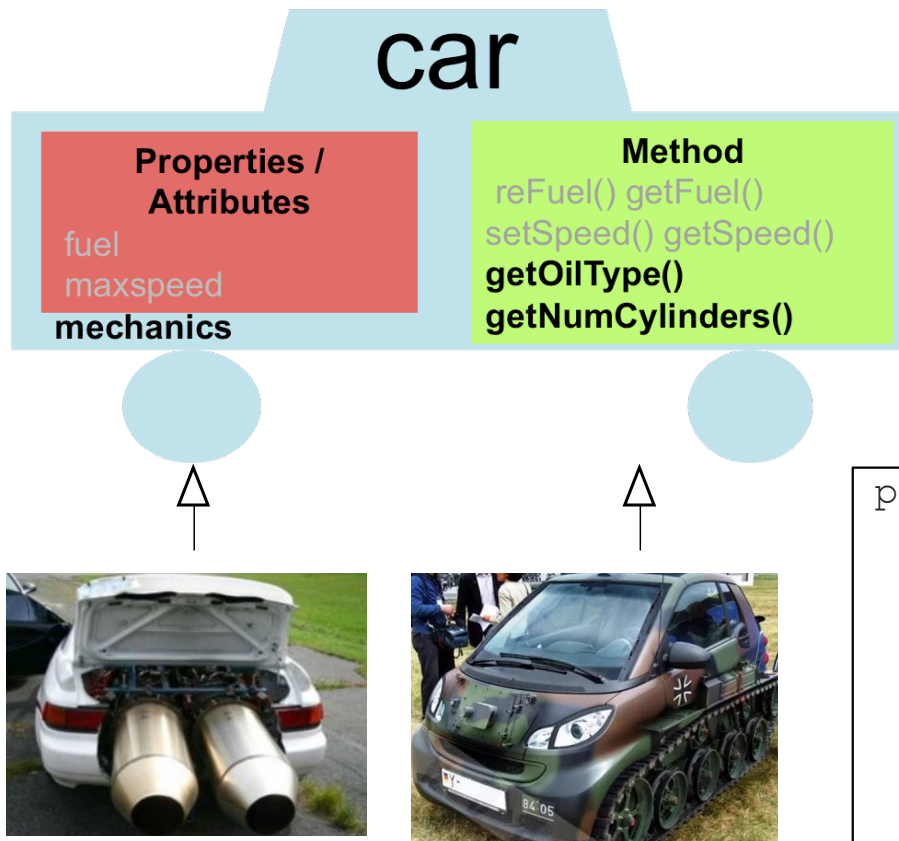 car
Properties /
Attributes
fuel
maxspeed
mechanics
Method
reFuel() getFuel()
setSpeed() getSpeed()
getOilType()
getNumCylinders()
p
Y-
84 05